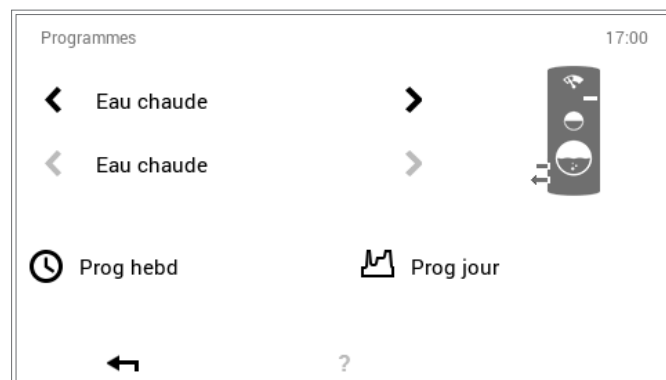 Programmes 17:00
Eau chaude
Eau chaude
Prog hebd Prog jour
?